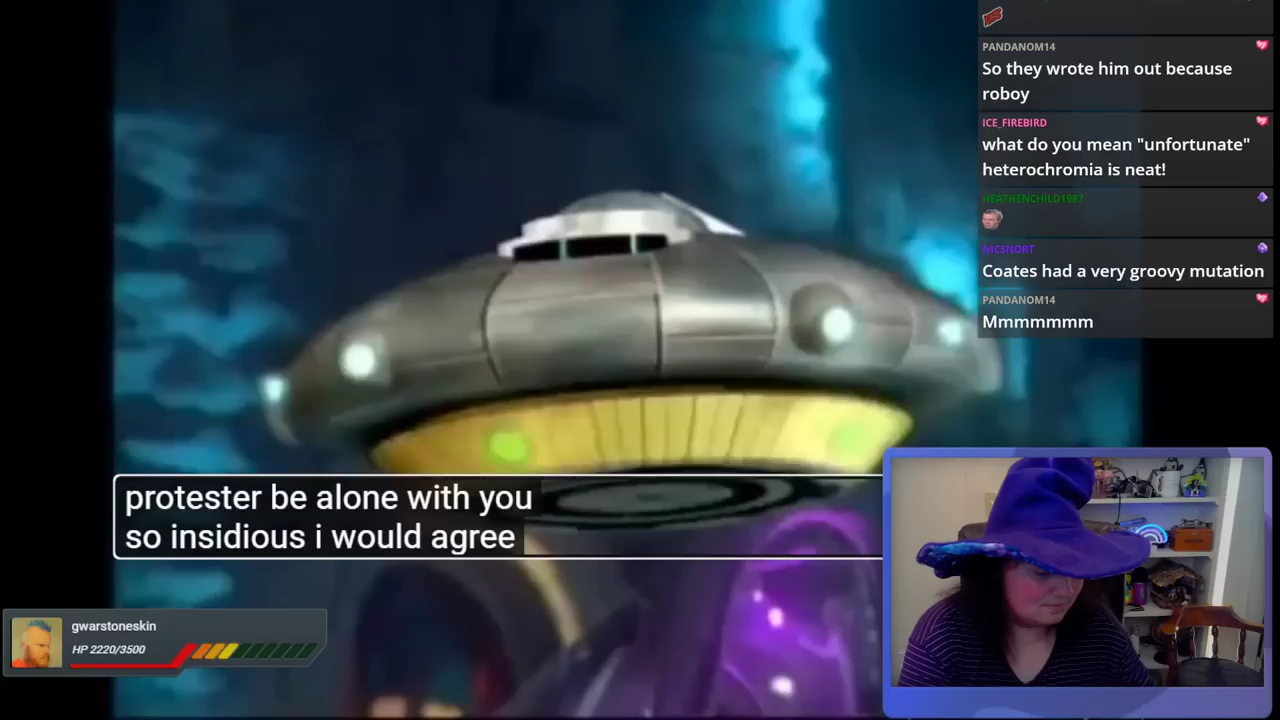 PANDANOM14
So they wrote him out because
roboy
ICE_FIREBIRD
what do you mean "unfortunate"
heterochromia is neat!
HEATHENCHILD1987
NICSNORT
Coates had a very groovy mutation
PANDANOM14
Mmmmmmm
protester be alone with you
so insidious i would agree
gwarstoneskin
HP 2220/3500